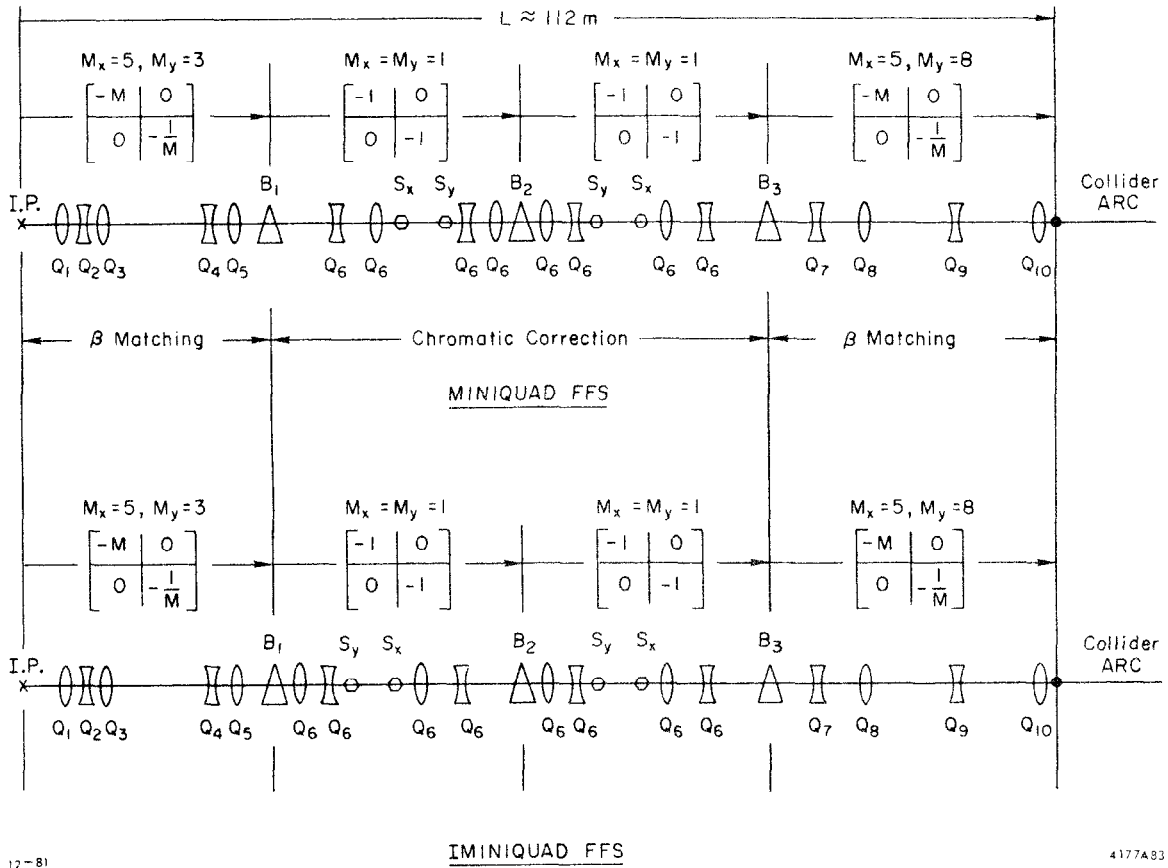 L ≈ 112 m
Mx=5, My=3 Mx=My=1 Mx=My=1 Mx=5, My=8
-M 0 -1 0 -1 0 -M 0
0 -1/M 0 -1 0 -1 0 -1/M
I.P. B1 Sx Sy B2 Sy Sx B3 Collider
ARC
Q1 Q2 Q3 Q4 Q5 Q6 Q6 Q6 Q6 Q6 Q6 Q6 Q6 Q7 Q8 Q9 Q10
β Matching Chromatic Correction β Matching
MINIQUAD FFS
Mx=5, My=3 Mx=My=1 Mx=My=1 Mx=5, My=8
-M 0 -1 0 -1 0 -M 0
0 -1/M 0 -1 0 -1 0 -1/M
I.P. B1 Sy Sx B2 Sy Sx B3 Collider
ARC
Q1 Q2 Q3 Q4 Q5 Q6 Q6 Q6 Q6 Q6 Q6 Q6 Q6 Q7 Q8 Q9 Q10
12-81 IMINIQUAD FFS 4177A83